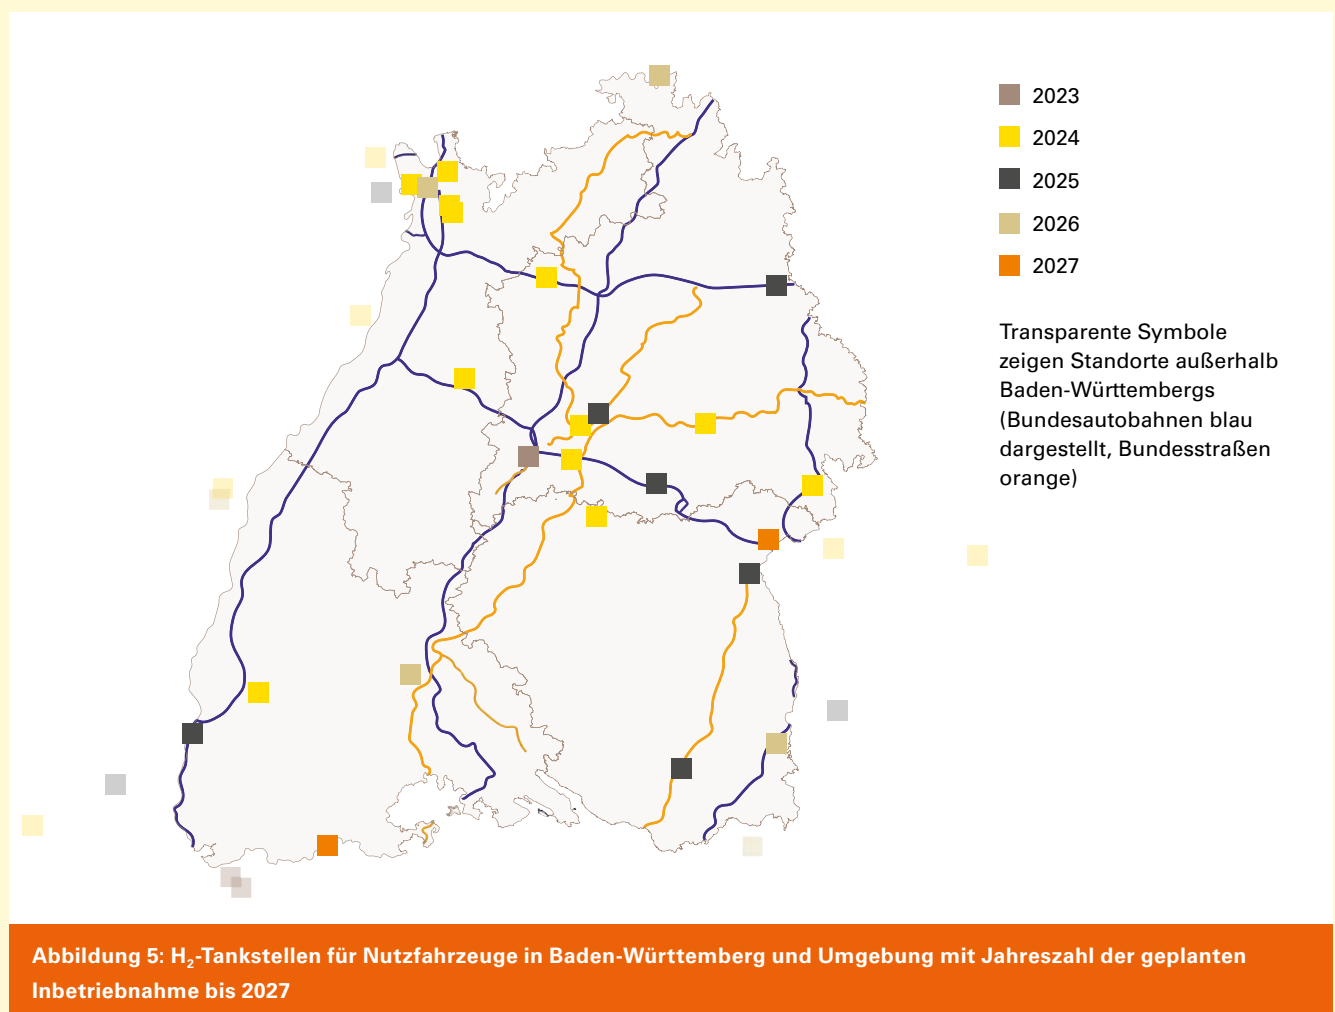 2023
2024
2025
2026
2027
Transparente Symbole
zeigen Standorte außerhalb
Baden-Württembergs
(Bundesautobahnen blau
dargestellt, Bundesstraßen
orange)
Abbildung 5: H₂-Tankstellen für Nutzfahrzeuge in Baden-Württemberg und Umgebung mit Jahreszahl der geplanten
Inbetriebnahme bis 2027